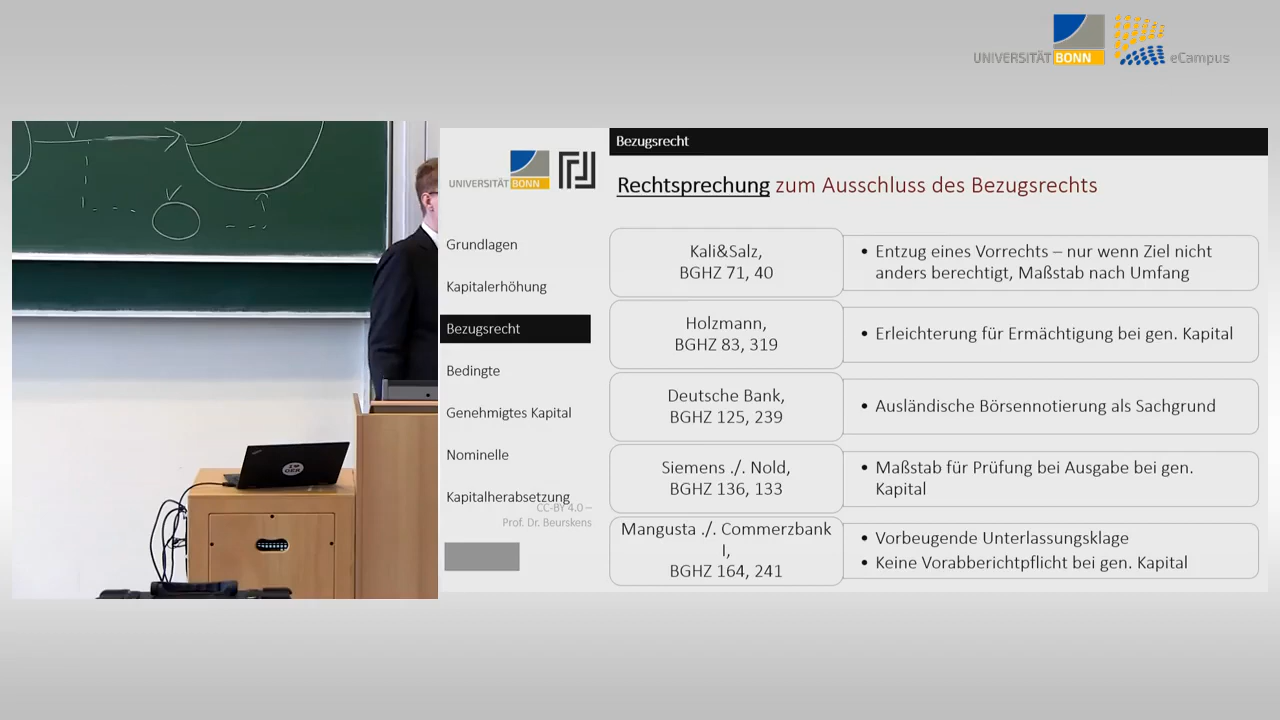 UNIVERSITÄT BONN
eCampus
UNIVERSITÄT BONN
Bezugsrecht
Rechtsprechung zum Ausschluss des Bezugsrechts
Grundlagen
Kapitalerhöhung
Bezugsrecht
Bedingte
Genehmigtes Kapital
Nominelle
Kapitalherabsetzung
CC-BY 4.0 –
Prof. Dr. Beurskens
Kali&Salz,
BGHZ 71, 40
• Entzug eines Vorrechts – nur wenn Ziel nicht
anders berechtigt, Maßstab nach Umfang
Holzmann,
BGHZ 83, 319
• Erleichterung für Ermächtigung bei gen. Kapital
Deutsche Bank,
BGHZ 125, 239
• Ausländische Börsennotierung als Sachgrund
Siemens ./. Nold,
BGHZ 136, 133
• Maßstab für Prüfung bei Ausgabe bei gen.
Kapital
Mangusta ./. Commerzbank
I,
BGHZ 164, 241
• Vorbeugende Unterlassungsklage
• Keine Vorabberichtpflicht bei gen. Kapital